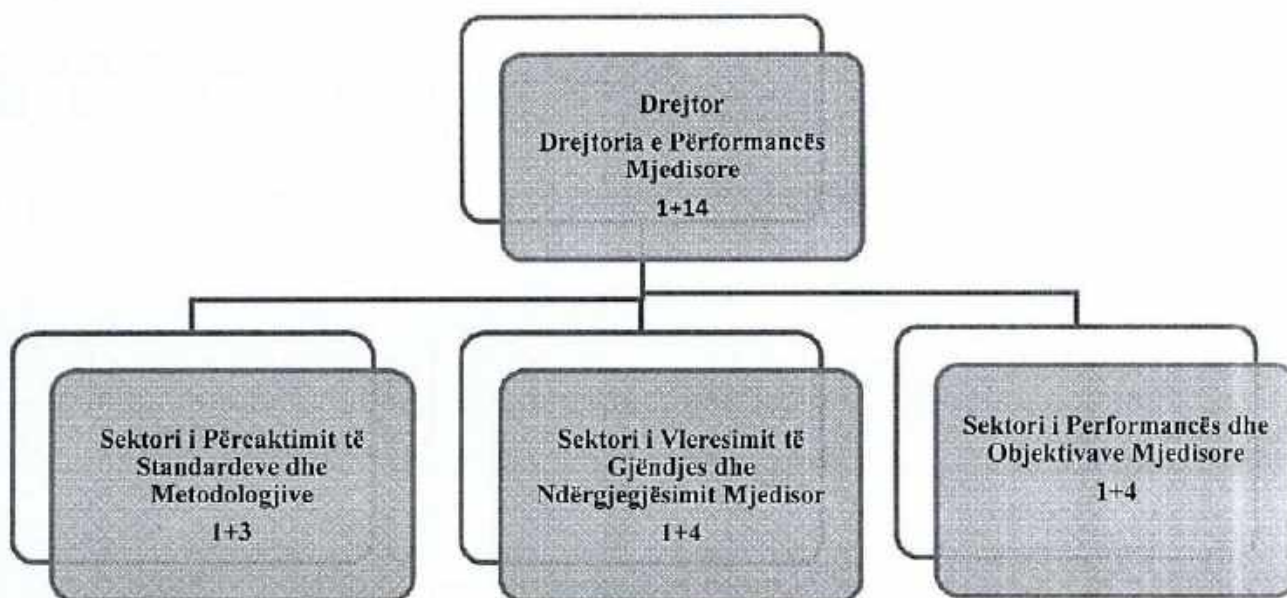 Drejtor
Drejtoria e Përformancës
Mjedisore
1+14
Sektori i Përcaktimit të
Standardeve dhe
Metodologjive
1+3
Sektori i Vleresimit të
Gjëndjes dhe
Ndërgjegjësimit Mjedisor
1+4
Sektori i Performancës dhe
Objektivave Mjedisore
1+4